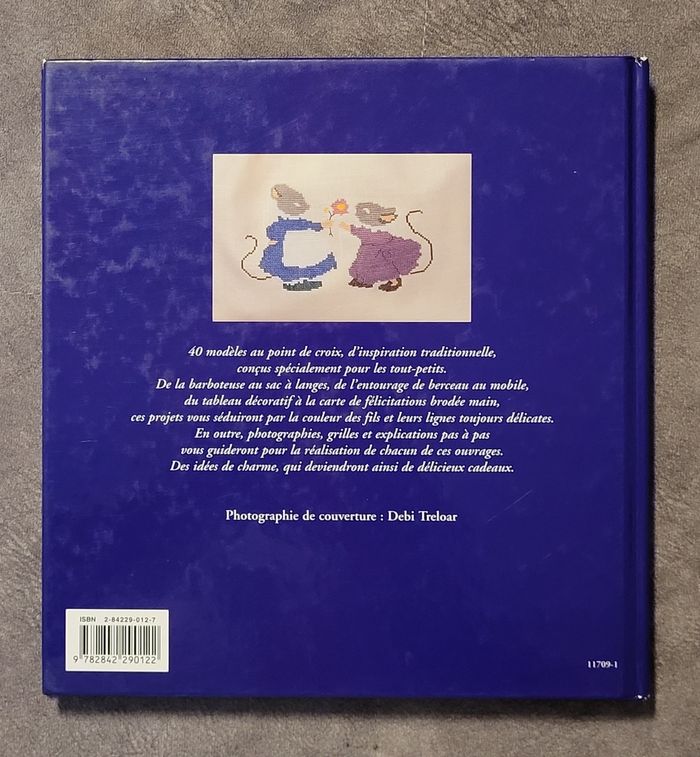 40 modèles au point de croix, d'inspiration traditionnelle,
conçus spécialement pour les tout-petits.
De la barboteuse au sac à langes, de l'entourage de berceau au mobile,
du tableau décoratif à la carte de félicitations brodée main,
ces projets vous séduiront par la couleur des fils et leurs lignes toujours délicates.
En outre, photographies, grilles et explications pas à pas
vous guideront pour la réalisation de chacun de ces ouvrages.
Des idées de charme, qui deviendront ainsi de délicieux cadeaux.
Photographie de couverture : Debi Treloar
ISBN 2-84229-012-7
9 782842 290122
11709-1